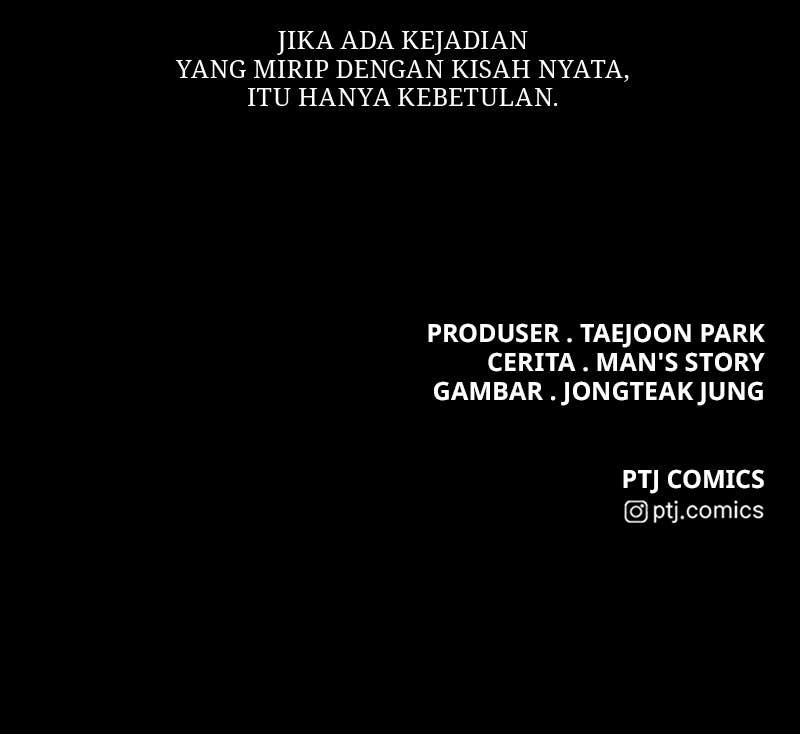 JIKA ADA KEJADIAN
YANG MIRIP DENGAN KISAH NYATA,
ITU HANYA KEBETULAN.
PRODUSER . TAEJOON PARK
CERITA . MAN'S STORY
GAMBAR . JONGTEAK JUNG
PTJ COMICS
ptj.comics